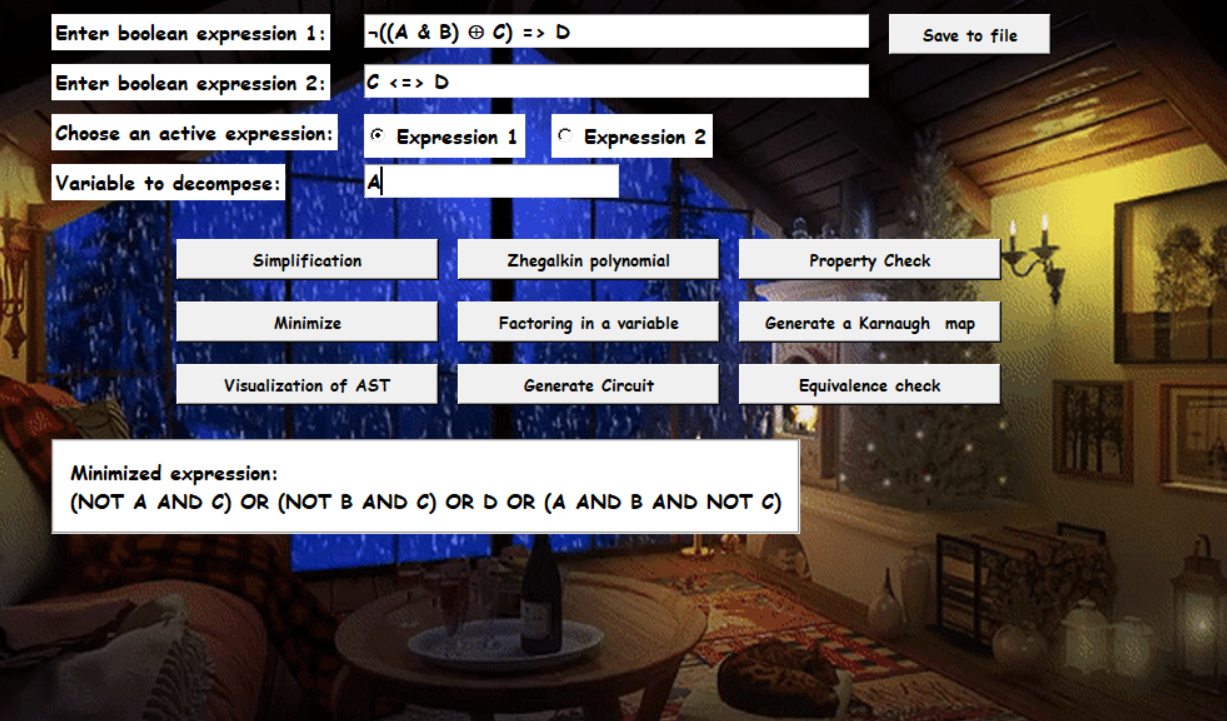 Enter boolean expression 1: ¬((A & B) ⊕ C) => D Save to file
Enter boolean expression 2: C <=> D
Choose an active expression: Expression 1 Expression 2
Variable to decompose: A
Simplification Zhegalkin polynomial Property Check
Minimize Factoring in a variable Generate a Karnaugh map
Visualization of AST Generate Circuit Equivalence check
Minimized expression:
(NOT A AND C) OR (NOT B AND C) OR D OR (A AND B AND NOT C)